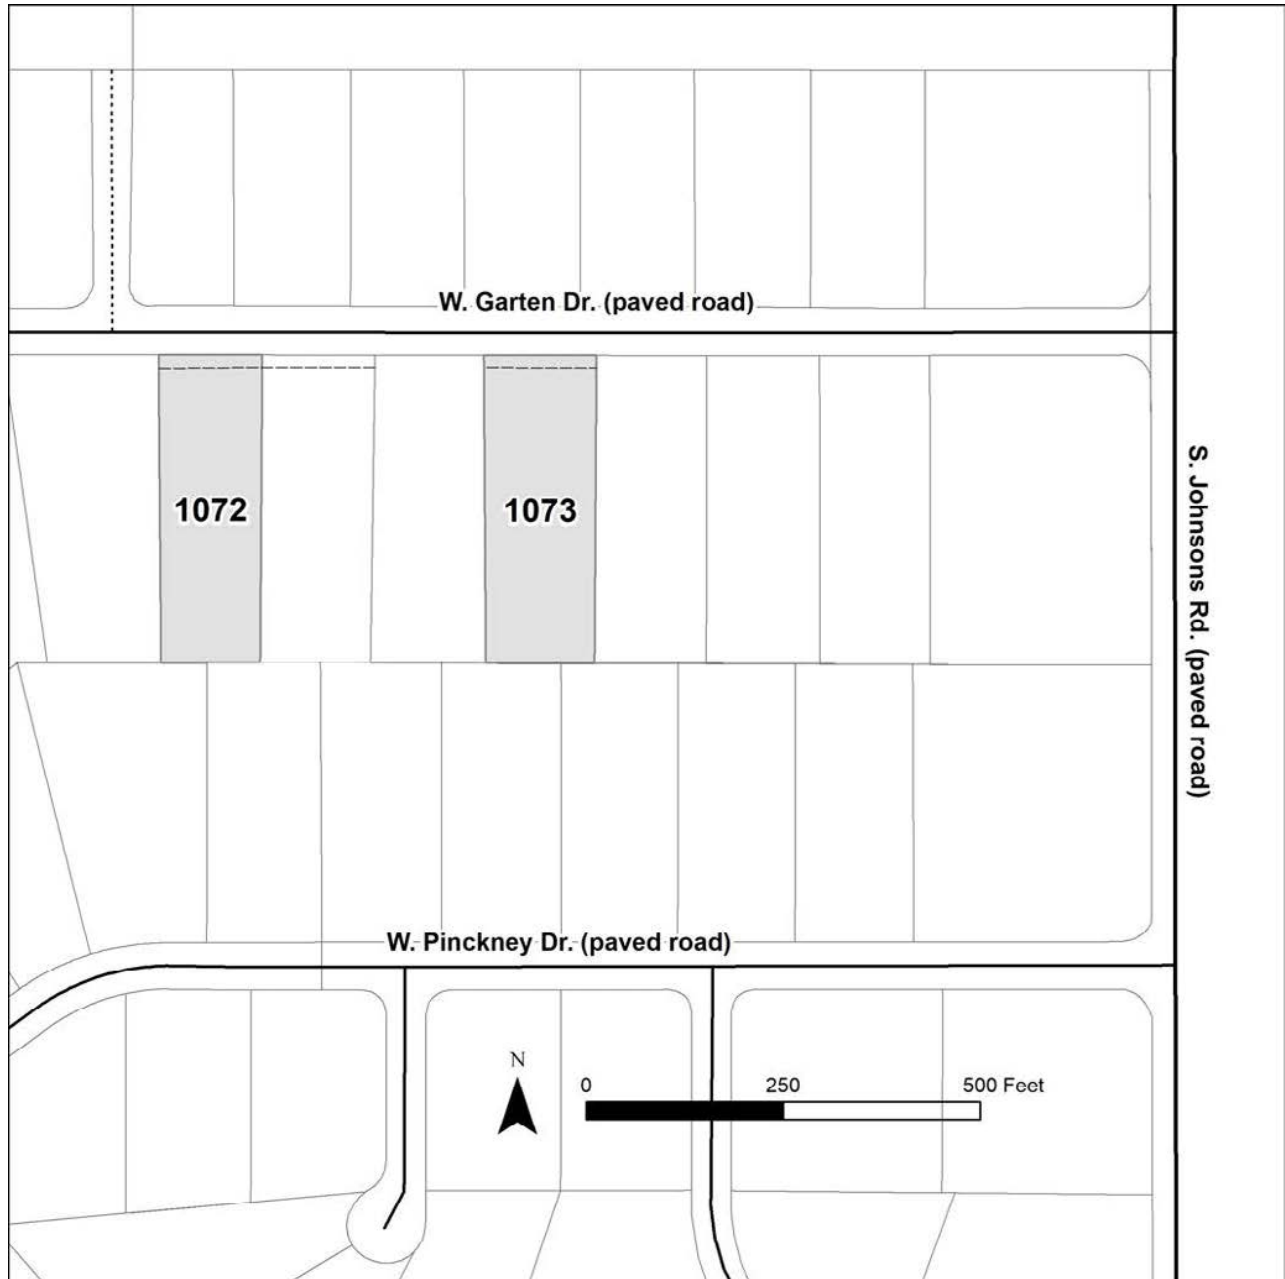 W. Garten Dr. (paved road)
1072
1073
S. Johnsons Rd. (paved road)
W. Pinckney Dr. (paved road)
N
0 250 500 Feet